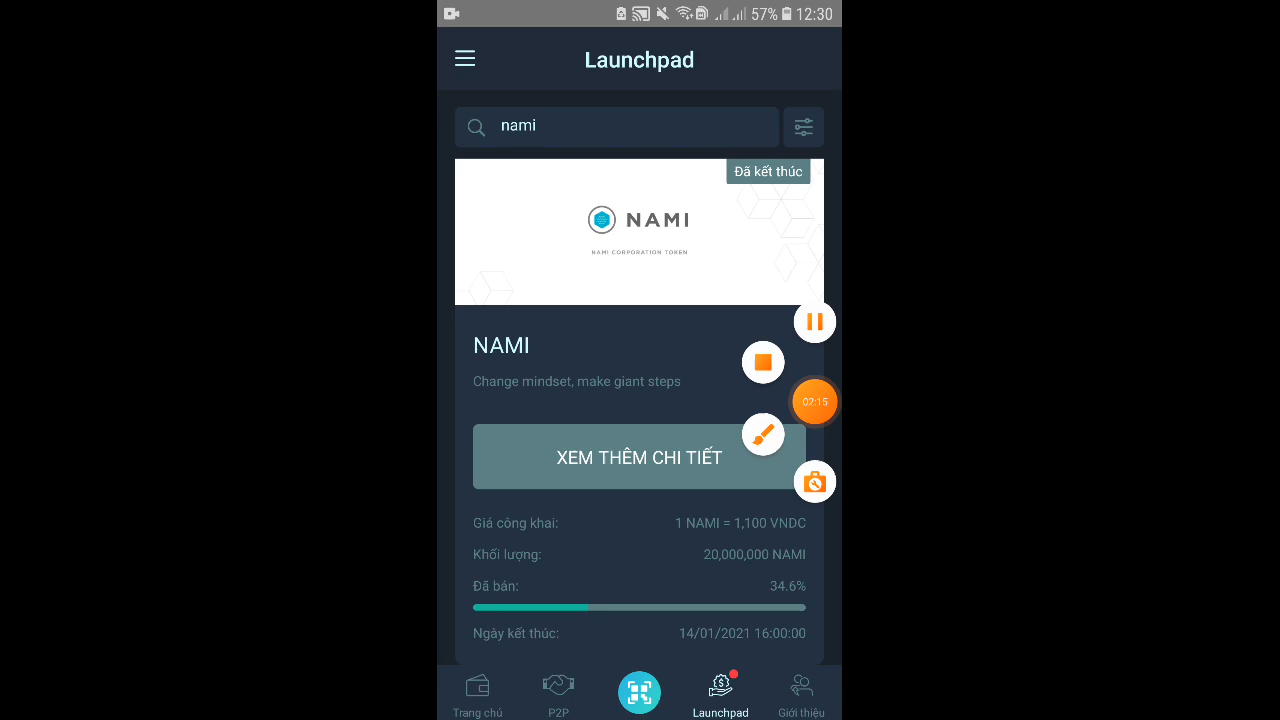 57% 12:30
Launchpad
nami
Đã kết thúc
NAMI
NAMI CORPORATION TOKEN
NAMI
Change mindset, make giant steps
02:15
XEM THÊM CHI TIẾT
Giá công khai: 1 NAMI = 1,100 VNDC
Khối lượng: 20,000,000 NAMI
Đã bán: 34.6%
Ngày kết thúc: 14/01/2021 16:00:00
Trang chủ P2P Launchpad Giới thiệu